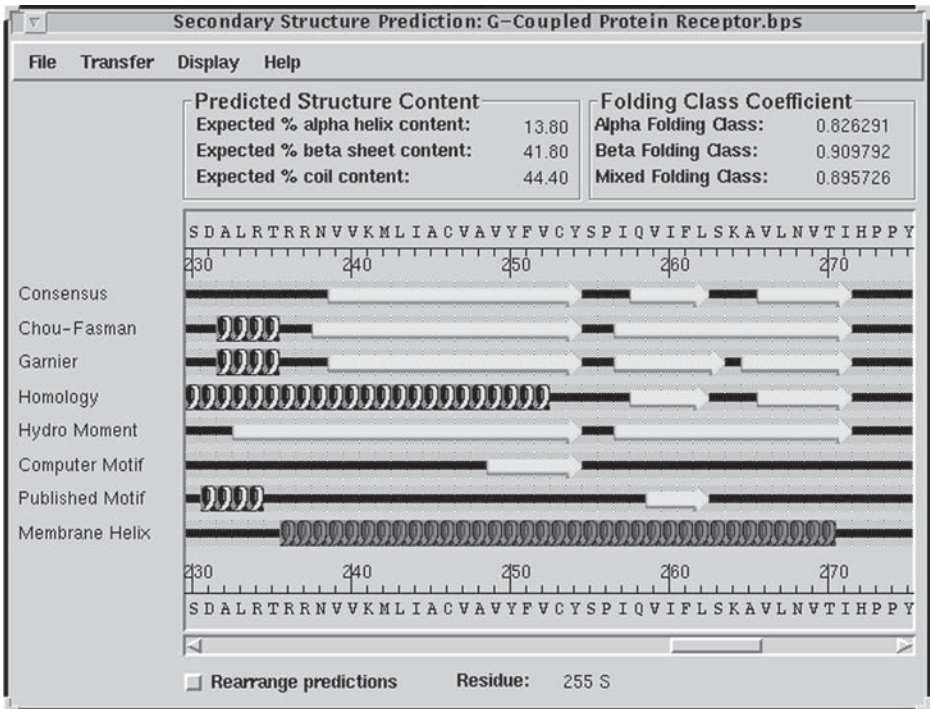 Secondary Structure Prediction: G-Coupled Protein Receptor.bps
File Transfer Display Help
Predicted Structure Content
Expected % alpha helix content: 13.80
Expected % beta sheet content: 41.80
Expected % coil content: 44.40
Folding Class Coefficient
Alpha Folding Class: 0.826291
Beta Folding Class: 0.909792
Mixed Folding Class: 0.895726
SDALRTRRNVVKMLIACVAVYFVCYSPIQVIFLSKAVLNVTIHPPY
230 240 250 260 270
Consensus
Chou-Fasman
Garnier
Homology
Hydro Moment
Computer Motif
Published Motif
Membrane Helix
230 240 250 260 270
SDALRTRRNVVKMLIACVAVYFVCYSPIQVIFLSKAVLNVTIHPPY
Rearrange predictions Residue: 255 S